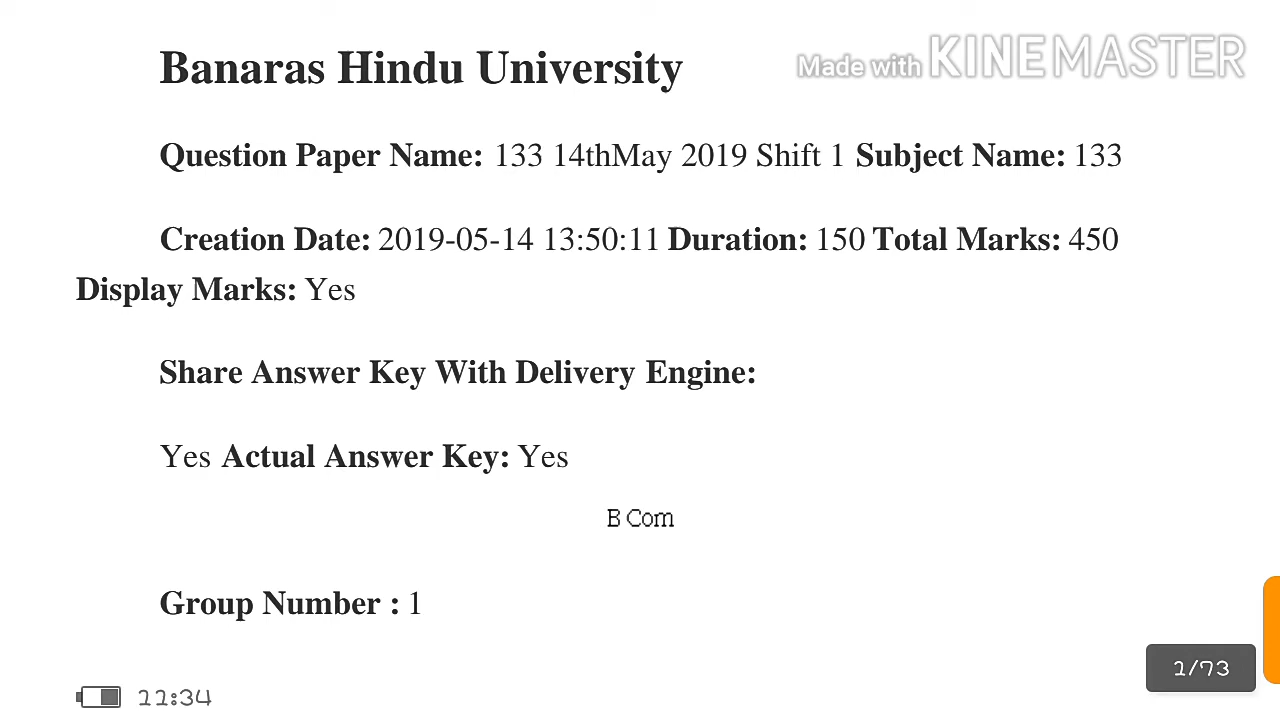 Banaras Hindu University
Made with KINEMASTER
Question Paper Name: 133 14thMay 2019 Shift 1 Subject Name: 133
Creation Date: 2019-05-14 13:50:11 Duration: 150 Total Marks: 450
Display Marks: Yes
Share Answer Key With Delivery Engine:
Yes Actual Answer Key: Yes
B Com
Group Number : 1
1/73
11:34